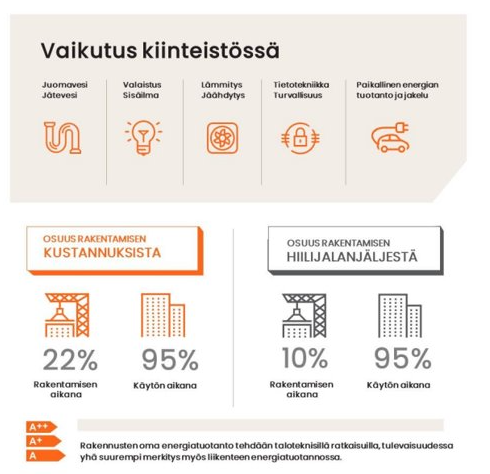 Vaikutus kiinteistössä
Juomavesi
Jätevesi
Valaistus
Sisäilma
Lämmitys
Jäähdytys
Tietotekniikka
Turvallisuus
Paikallinen energian
tuotanto ja jakelu
OSUUS RAKENTAMISEN
KUSTANNUKSISTA
22%
Rakentamisen
aikana
95%
Käytön aikana
OSUUS RAKENTAMISEN
HIILIJALANJÄLJESTÄ
10%
Rakentamisen
aikana
95%
Käytön aikana
A++
A+
A
Rakennusten oma energiatuotanto tehdään taloteknisillä ratkaisuilla, tulevaisuudessa
yhä suurempi merkitys myös liikenteen energiatuotannossa.